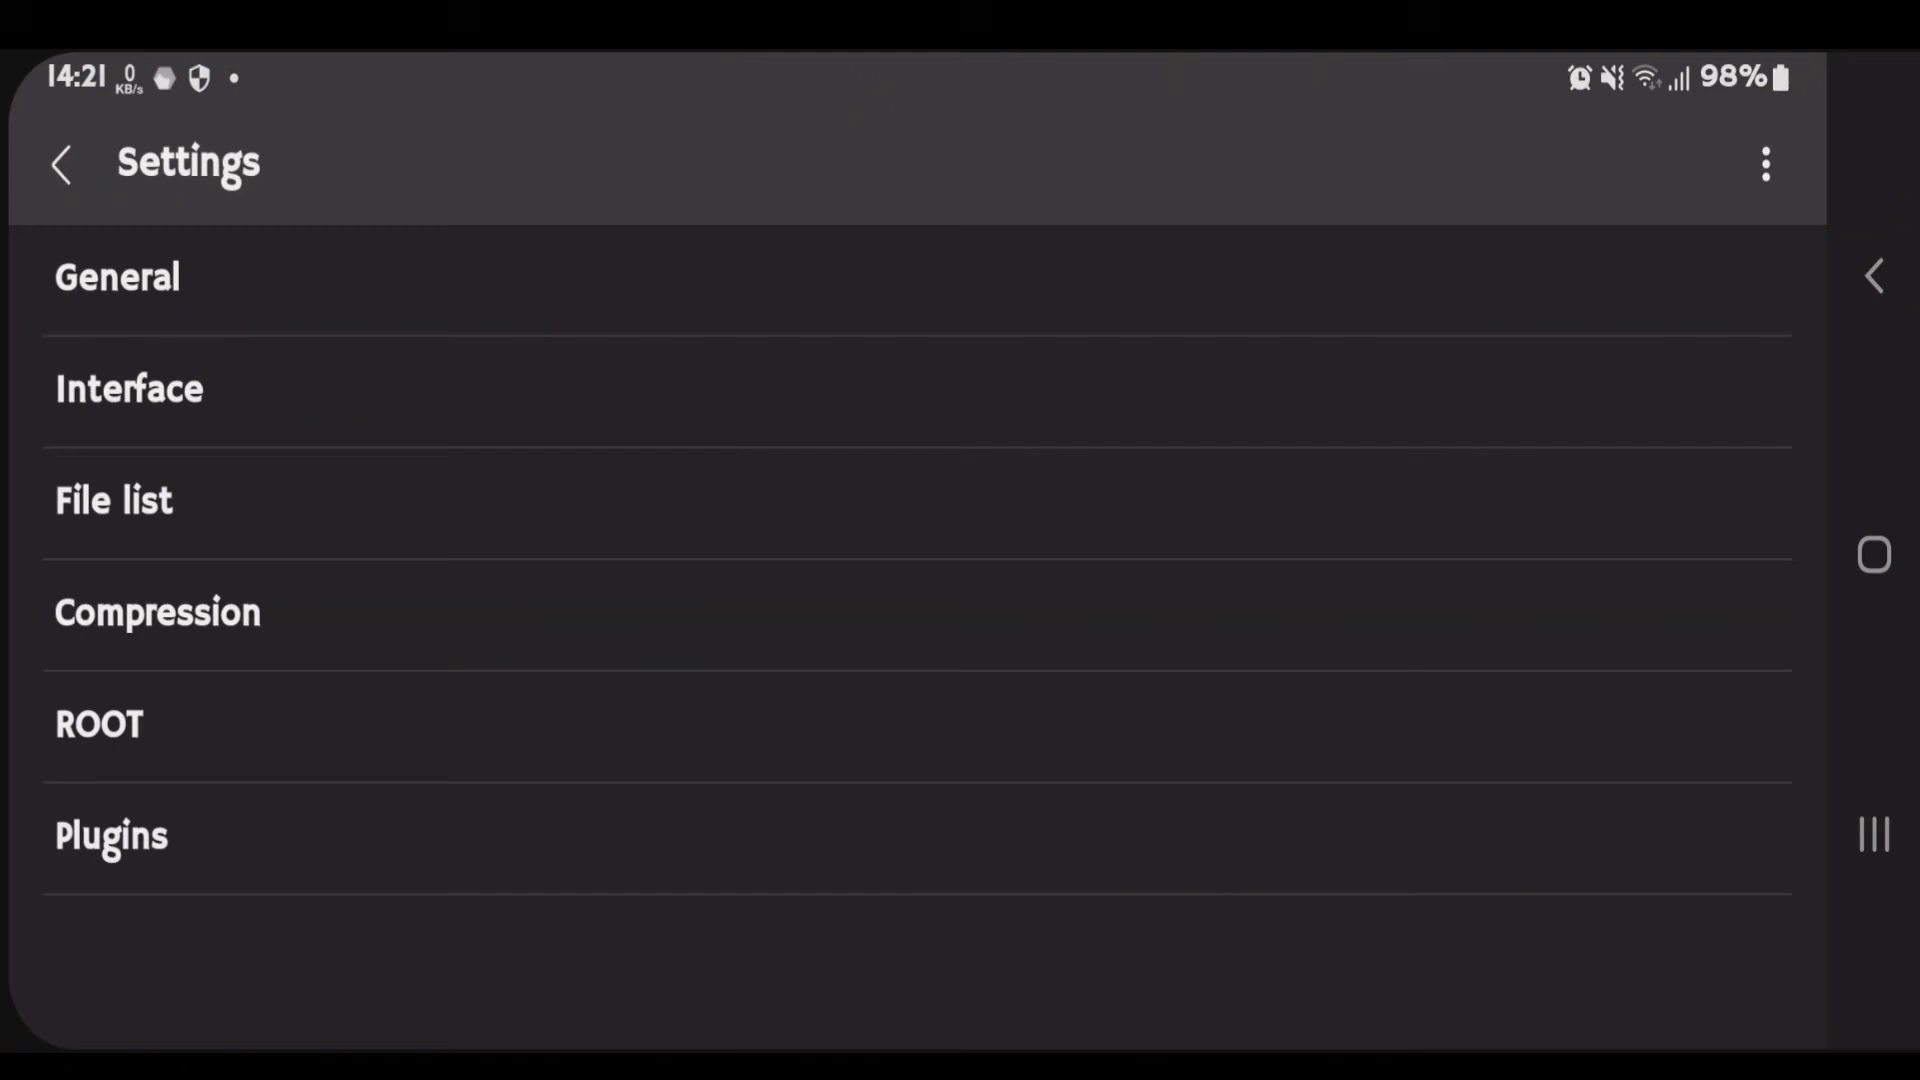 14:21 0 KB/s 98%
Settings
General
Interface
File list
Compression
ROOT
Plugins